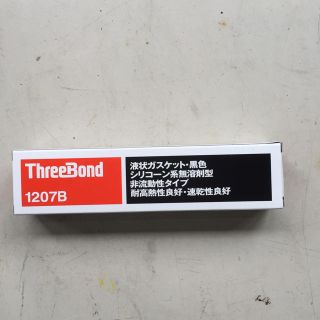 ThreeBond
1207B
液状ガスケット・黒色
シリコーン系無溶剤型
非流動性タイプ
耐高熱性良好・速乾性良好